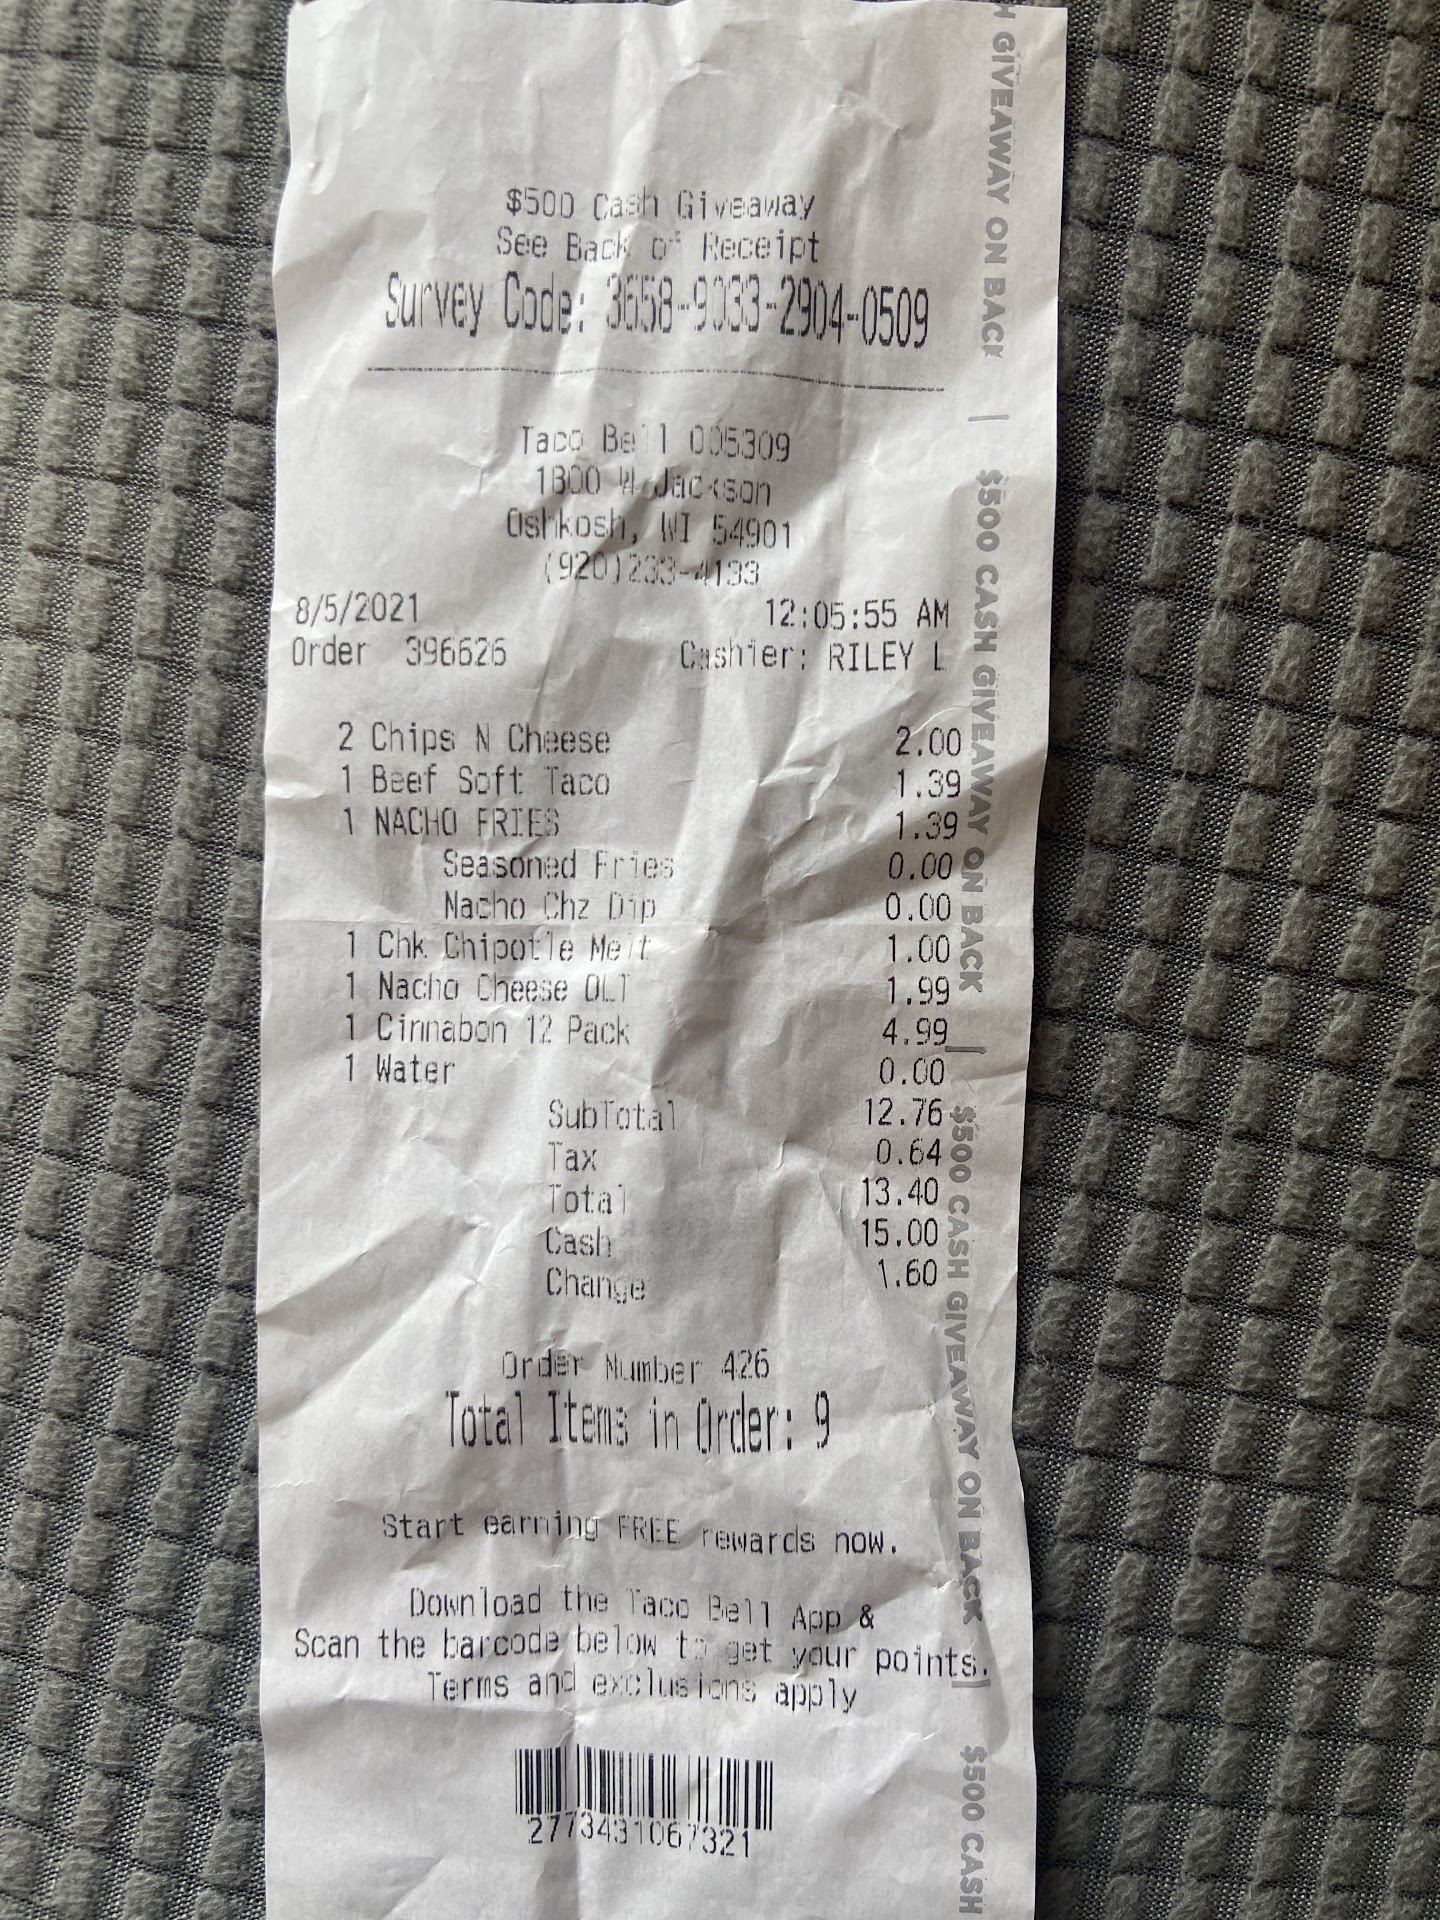 $500 Cash Giveaway
See Back of Receipt
Survey Code: 3658-9033-2904-0509
Taco Bell 005309
1800 W Jackson
Oshkosh, WI 54901
(920)233-4133
8/5/2021 12:05:55 AM
Order 396626 Cashier: RILEY L
2 Chips N Cheese 2.00
1 Beef Soft Taco 1.39
1 NACHO FRIES 1.39
Seasoned Fries 0.00
Nacho Chz Dip 0.00
1 Chk Chipotle Melt 1.00
1 Nacho Cheese DLT 1.99
1 Cinnabon 12 Pack 4.99
1 Water 0.00
SubTotal 12.76
Tax 0.64
Total 13.40
Cash 15.00
Change 1.60
Order Number 426
Total Items in Order: 9
Start earning FREE rewards now.
Download the Taco Bell App &
Scan the barcode below to get your points.
Terms and exclusions apply
2773431067321
H GIVEAWAY ON BACK | $500 CASH GIVEAWAY ON BACK | $500 CASH GIVEAWAY ON BACK | $500 CASH